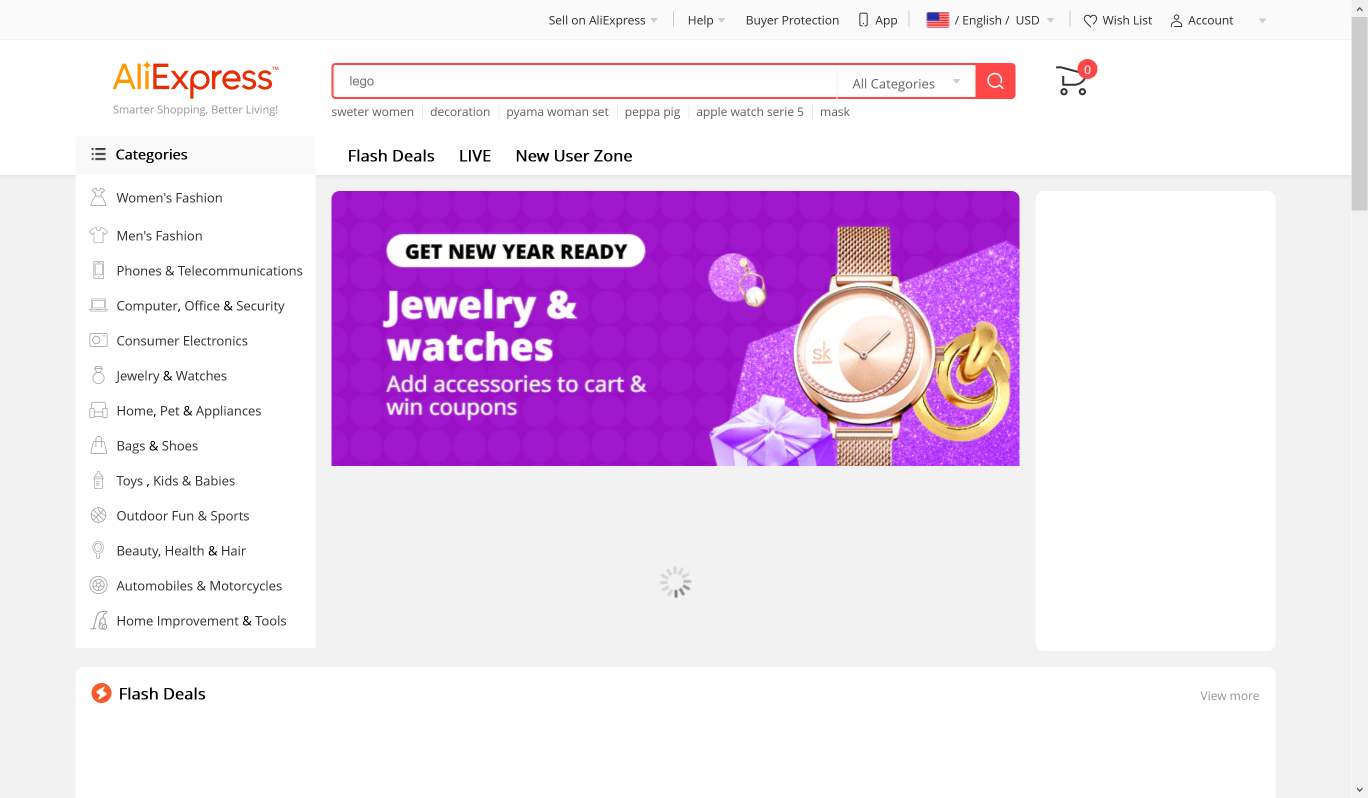 Sell on AliExpress
Help
Buyer Protection
App
/ English / USD
Wish List
Account
AliExpress™
Smarter Shopping, Better Living!
lego
All Categories
0
sweter women
decoration
pyama woman set
peppa pig
apple watch serie 5
mask
Categories
Flash Deals
LIVE
New User Zone
Women's Fashion
Men's Fashion
Phones & Telecommunications
Computer, Office & Security
Consumer Electronics
Jewelry & Watches
Home, Pet & Appliances
Bags & Shoes
Toys , Kids & Babies
Outdoor Fun & Sports
Beauty, Health & Hair
Automobiles & Motorcycles
Home Improvement & Tools
GET NEW YEAR READY
Jewelry &
watches
Add accessories to cart &
win coupons
sk
Flash Deals
View more